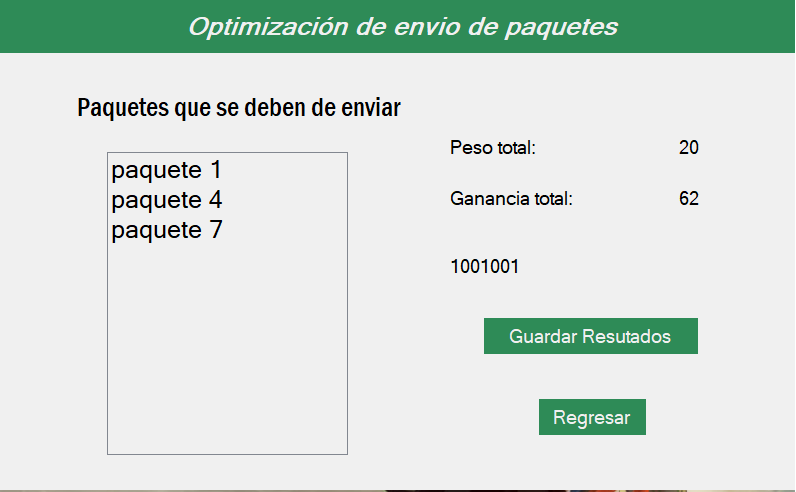 Optimización de envio de paquetes
Paquetes que se deben de enviar
paquete 1
paquete 4
paquete 7
Peso total: 20
Ganancia total: 62
1001001
Guardar Resutados
Regresar